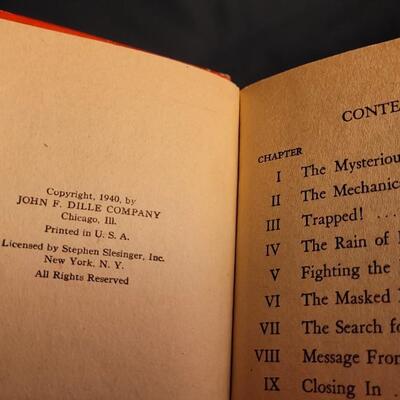 Copyright, 1940, by
JOHN F. DILLE COMPANY
Chicago, Ill.
Printed in U. S. A.
Licensed by Stephen Slesinger, Inc.
New York. N. Y.
All Rights Reserved
CONTE
CHAPTER
I The Mysteriou
II The Mechanica
III Trapped! . .
IV The Rain of
V Fighting the
VI The Masked
VII The Search fo
VIII Message From
IX Closing In . .